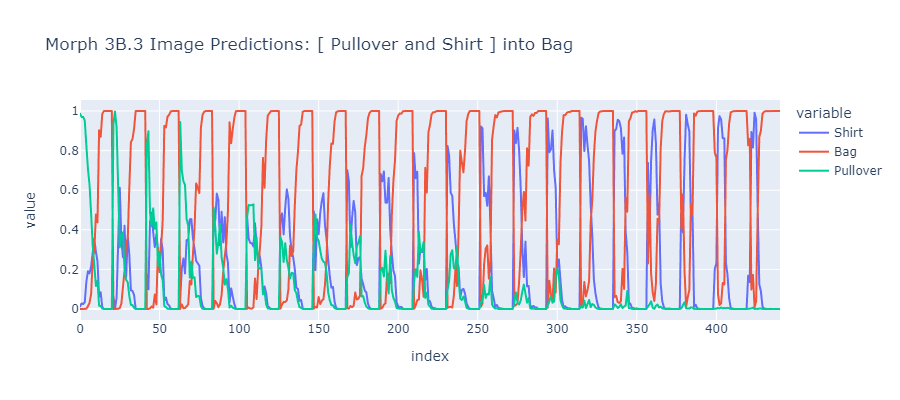 Morph 3B.3 Image Predictions: [ Pullover and Shirt ] into Bag
variable
Shirt
Bag
Pullover
value
1
0.8
0.6
0.4
0.2
0
0 50 100 150 200 250 300 350 400
index